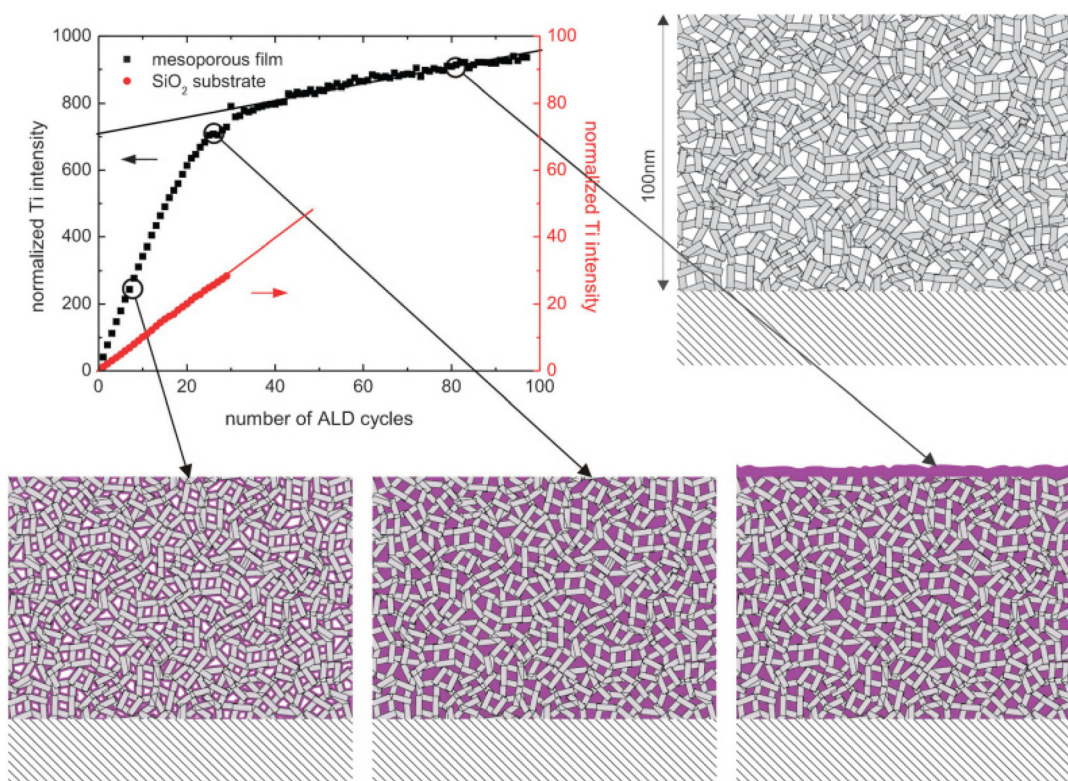 1000
800
600
400
200
0
normalized Ti intensity
mesoporous film
SiO₂ substrate
100
80
60
40
20
0
normalized Ti intensity
0 20 40 60 80 100
number of ALD cycles
100nm